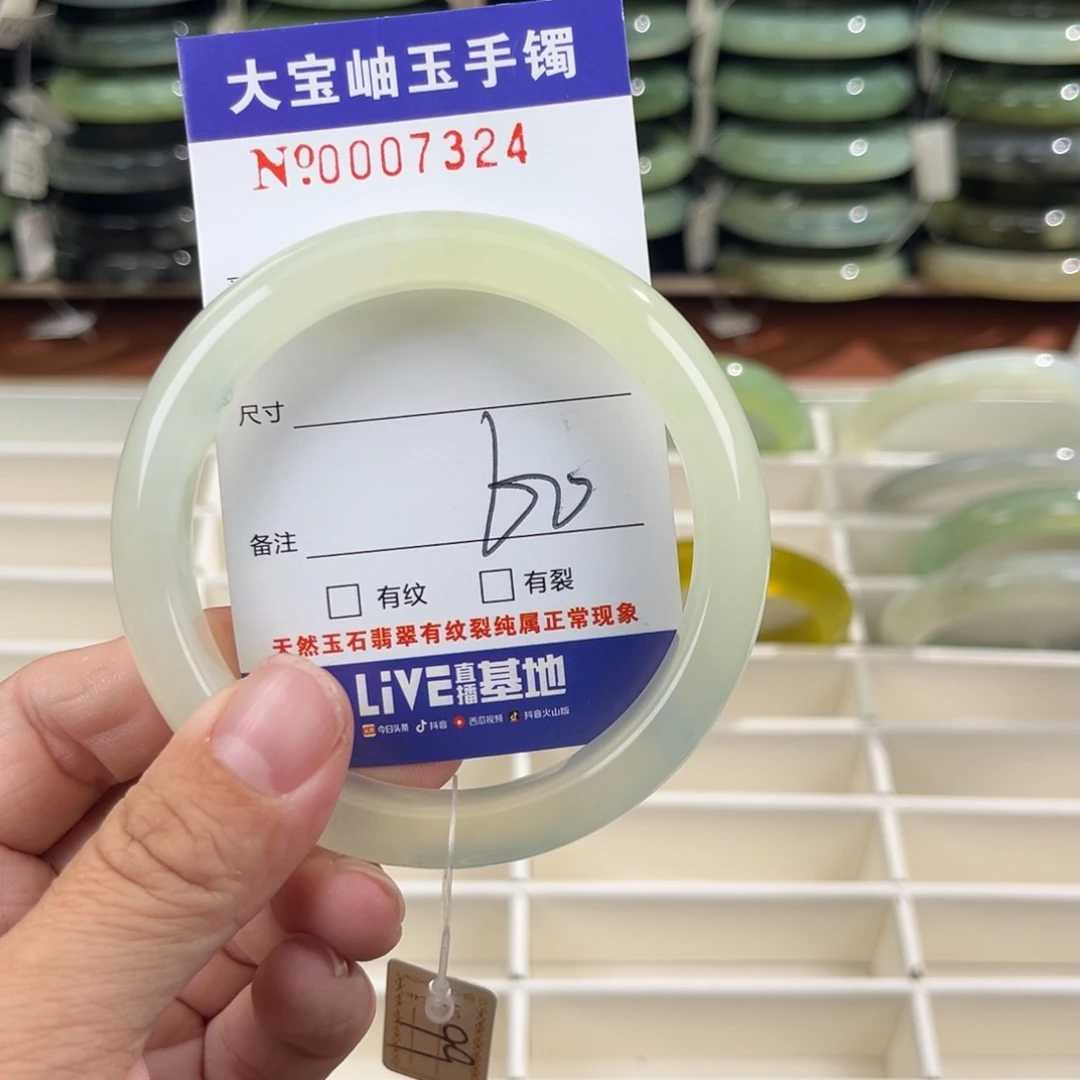 大宝岫玉手镯
Nº.0007324
尺寸
备注
有纹 有裂
天然玉石翡翠有纹裂纯属正常现象
LiVE直播基地
今日头条 抖音 西瓜视频 抖音火山版